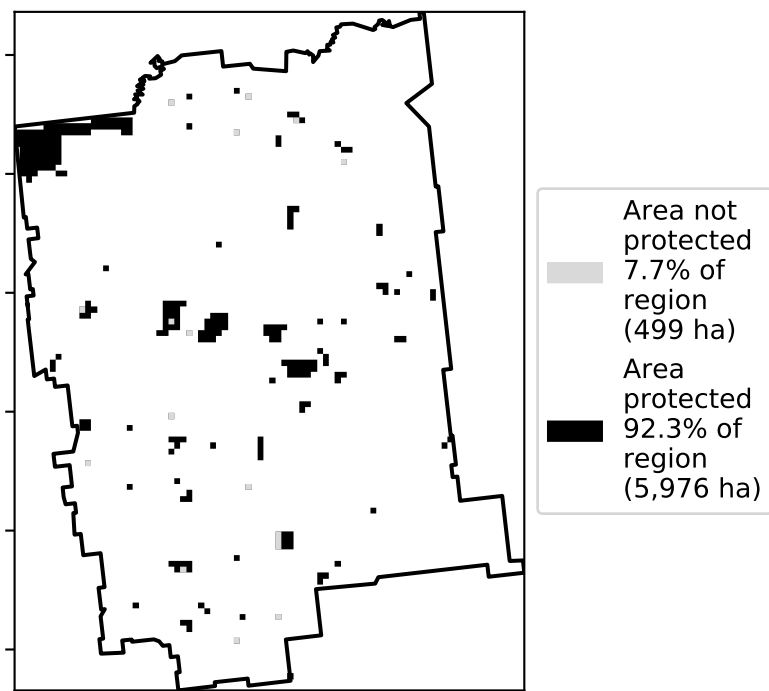 Area not
protected
7.7% of
region
(499 ha)
Area
protected
92.3% of
region
(5,976 ha)